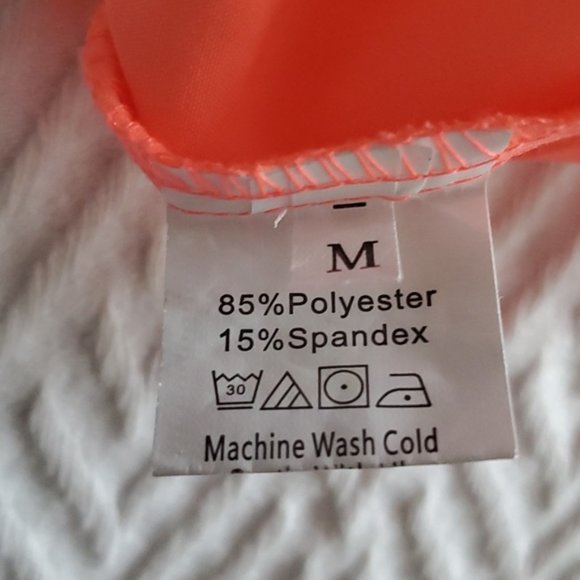 M
85%Polyester
15%Spandex
30
Machine Wash Cold